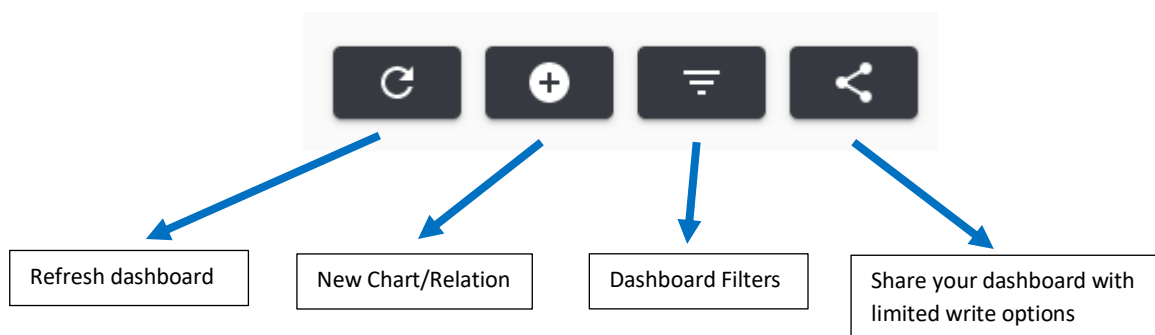 Refresh dashboard
New Chart/Relation
Dashboard Filters
Share your dashboard with
limited write options